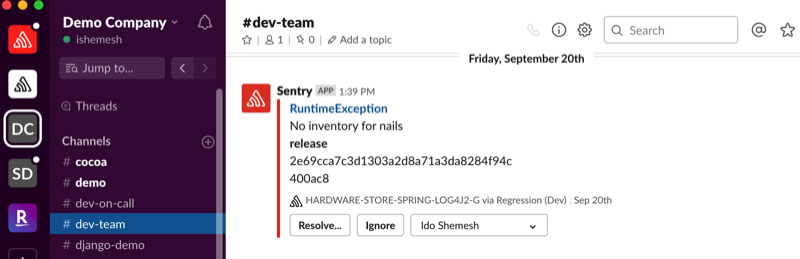 Demo Company
ishemesh
Jump to...
Threads
Channels
# cocoa
# demo
# dev-on-call
# dev-team
# django-demo
DC
SD
R
#dev-team
1 | 0 | Add a topic
Search
Friday, September 20th
Sentry APP 1:39 PM
RuntimeException
No inventory for nails
release
2e69cca7c3d1303a2d8a71a3da8284f94c
400ac8
HARDWARE-STORE-SPRING-LOG4J2-G via Regression (Dev) | Sep 20th
Resolve... Ignore Ido Shemesh